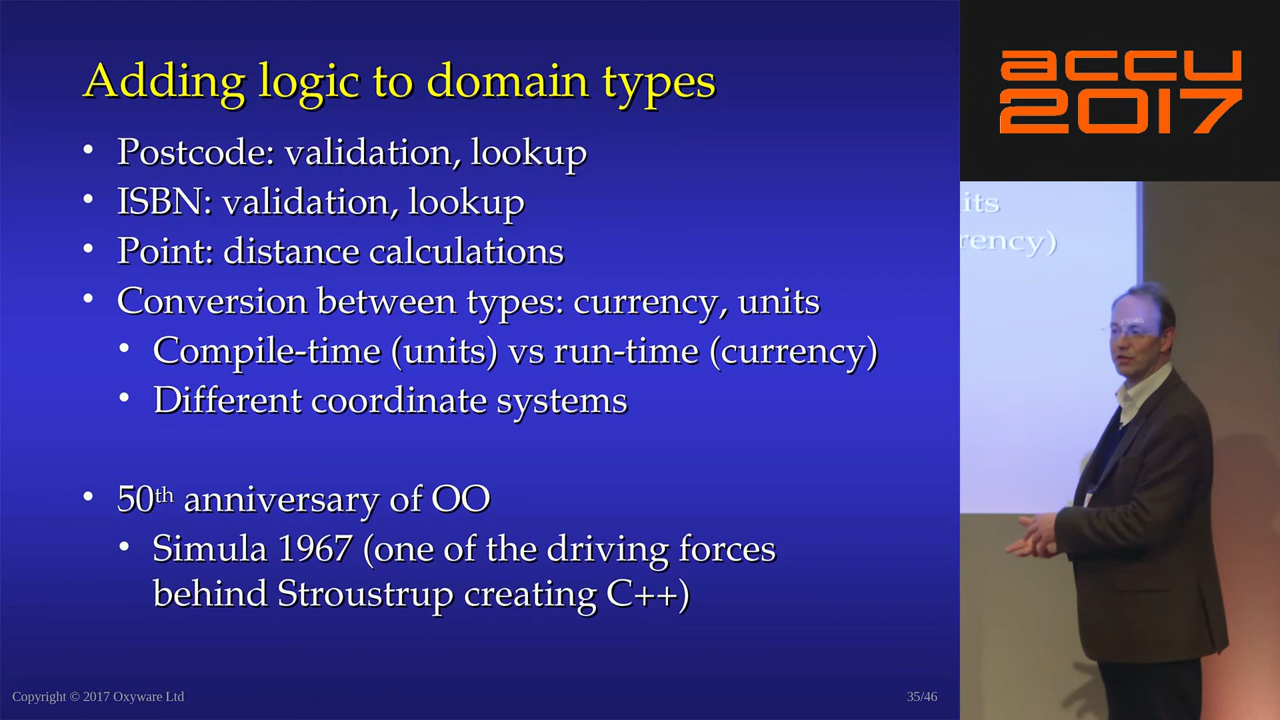 Adding logic to domain types
• Postcode: validation, lookup
• ISBN: validation, lookup
• Point: distance calculations
• Conversion between types: currency, units
• Compile-time (units) vs run-time (currency)
• Different coordinate systems
• 50th anniversary of OO
• Simula 1967 (one of the driving forces
behind Stroustrup creating C++)
Copyright © 2017 Oxyware Ltd
35/46
accu
2017
its
rency)